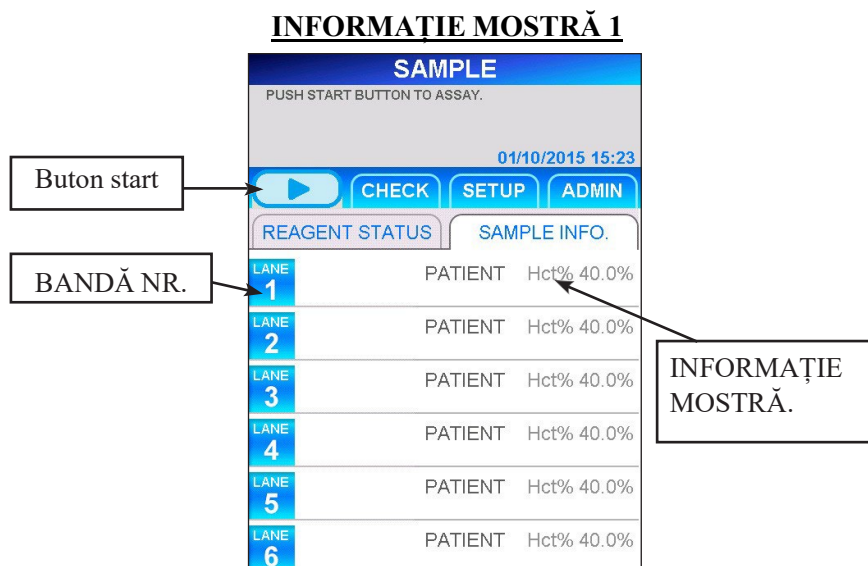 INFORMAȚIE MOSTRĂ 1
SAMPLE
PUSH START BUTTON TO ASSAY.
01/10/2015 15:23
Buton start
CHECK SETUP ADMIN
REAGENT STATUS SAMPLE INFO.
BANDĂ NR.
LANE
1 PATIENT Hct% 40.0%
LANE
2 PATIENT Hct% 40.0%
INFORMAȚIE
MOSTRĂ.
LANE
3 PATIENT Hct% 40.0%
LANE
4 PATIENT Hct% 40.0%
LANE
5 PATIENT Hct% 40.0%
LANE
6 PATIENT Hct% 40.0%